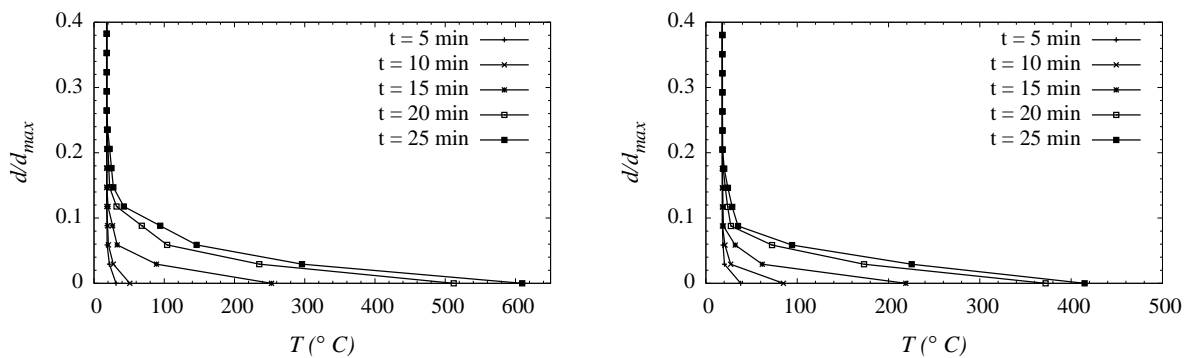 0.4
0.3
0.2
0.1
0
d/d_max
t = 5 min
t = 10 min
t = 15 min
t = 20 min
t = 25 min
0 100 200 300 400 500 600
T (° C)
0.4
0.3
0.2
0.1
0
d/d_max
t = 5 min
t = 10 min
t = 15 min
t = 20 min
t = 25 min
0 100 200 300 400 500
T (° C)